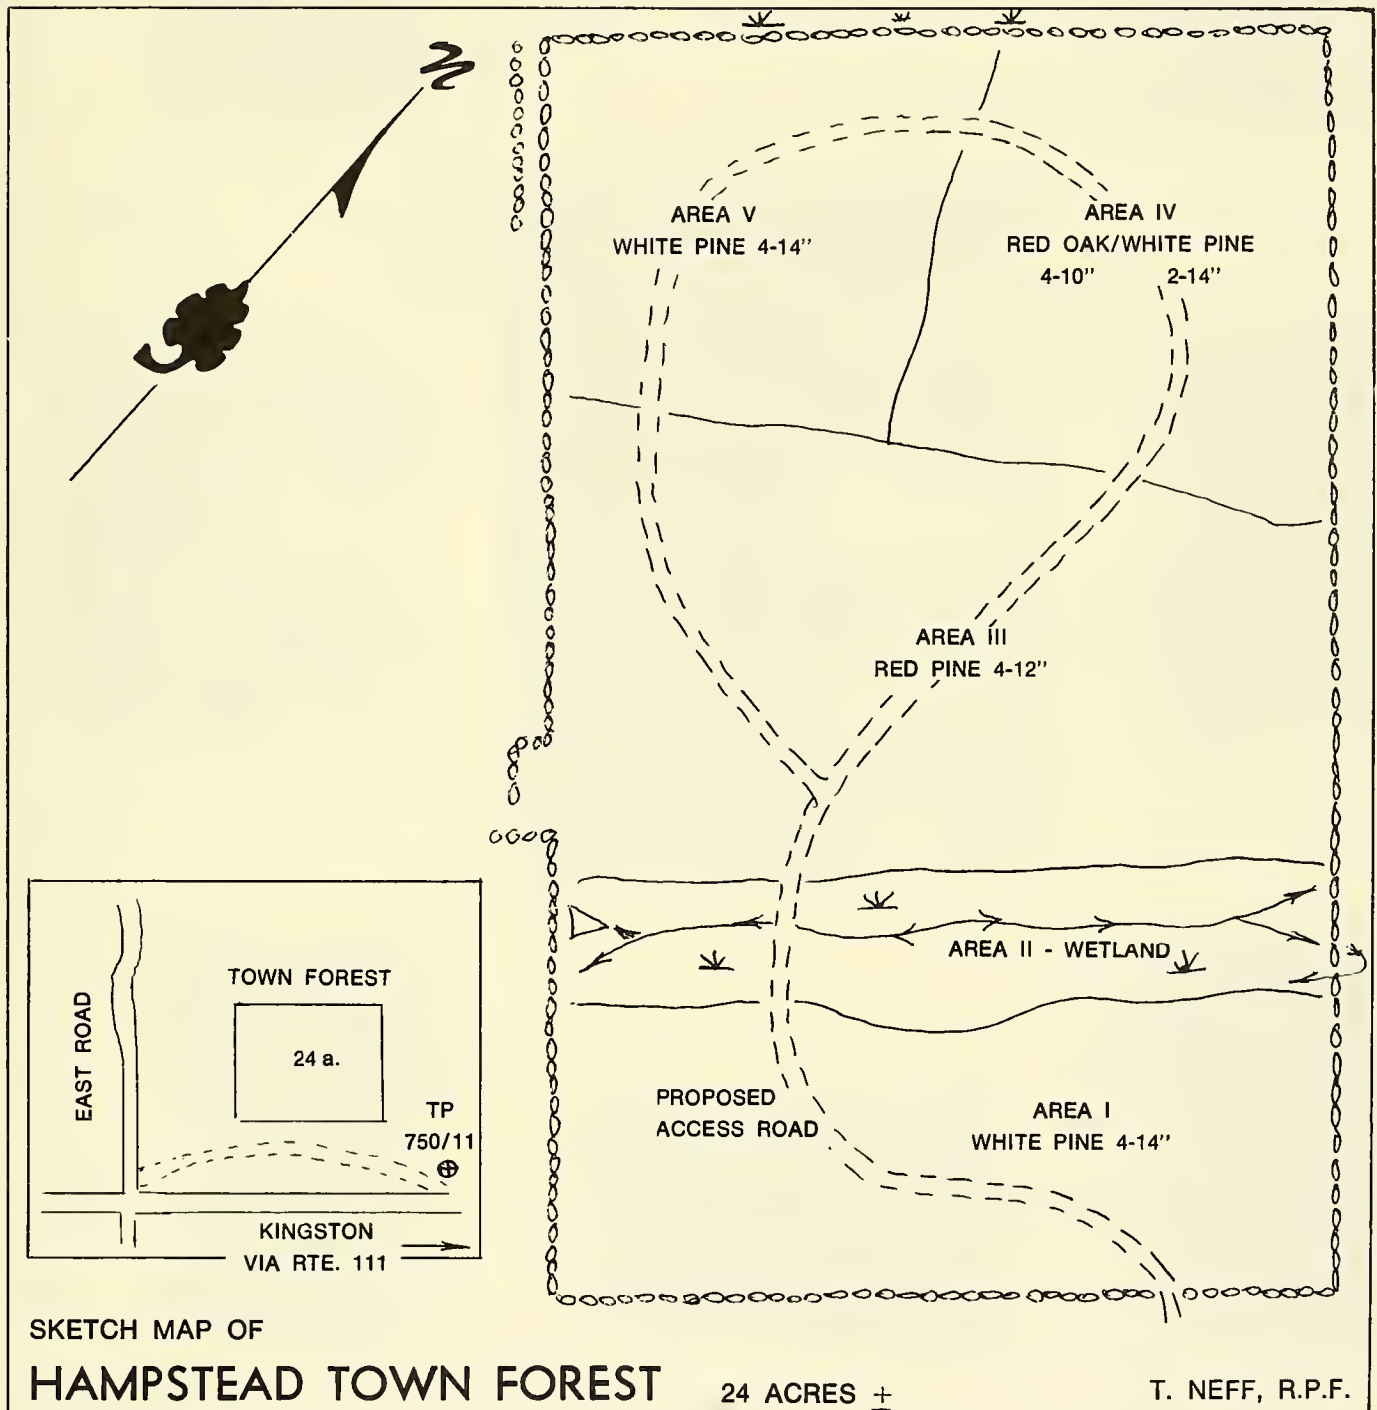 N
AREA V
WHITE PINE 4-14"
AREA IV
RED OAK/WHITE PINE
4-10" 2-14"
AREA III
RED PINE 4-12"
AREA II - WETLAND
PROPOSED
ACCESS ROAD
AREA I
WHITE PINE 4-14"
EAST ROAD
TOWN FOREST
24 a.
TP
750/11
KINGSTON
VIA RTE. 111
SKETCH MAP OF
HAMPSTEAD TOWN FOREST
24 ACRES ±
T. NEFF, R.P.F.